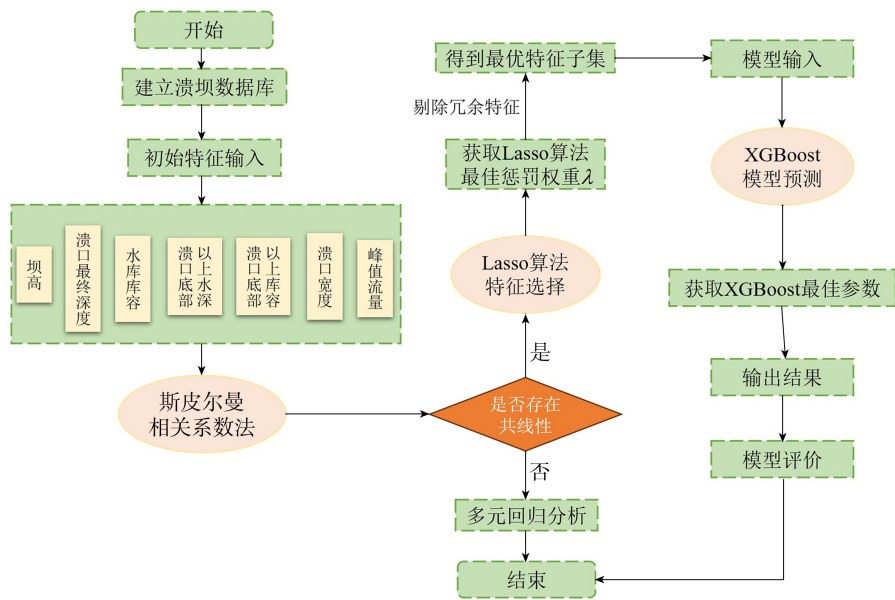 开始
建立溃坝数据库
初始特征输入
坝高
溃口最终深度
水库库容
溃口底部
以上水深
溃口底部
以上库容
溃口宽度
峰值流量
斯皮尔曼
相关系数法
是否存在
共线性
是
否
Lasso算法
特征选择
获取Lasso算法
最佳惩罚权重λ
剔除冗余特征
得到最优特征子集
多元回归分析
结束
模型输入
XGBoost
模型预测
获取XGBoost最佳参数
输出结果
模型评价